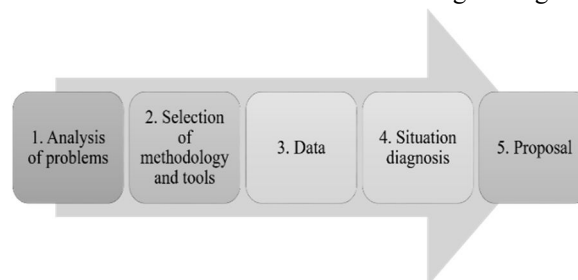 1. Analysis
of problems
2. Selection
of
methodology
and tools
3. Data
4. Situation
diagnosis
5. Proposal